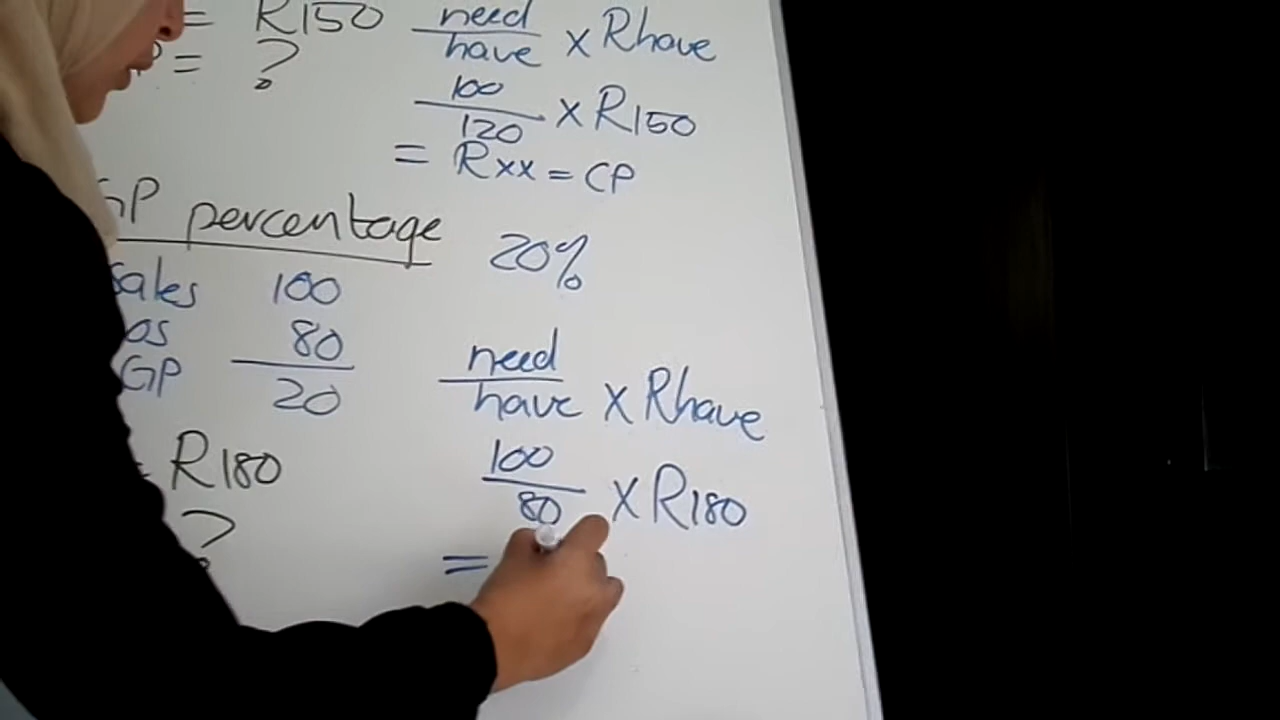 = R150
need
have × Rhave
P = ?
100
120 × R150
= Rxx = CP
GP percentage
20%
sales 100
os 80
GP 20
need
have × Rhave
R180
100
80 × R180
?
=